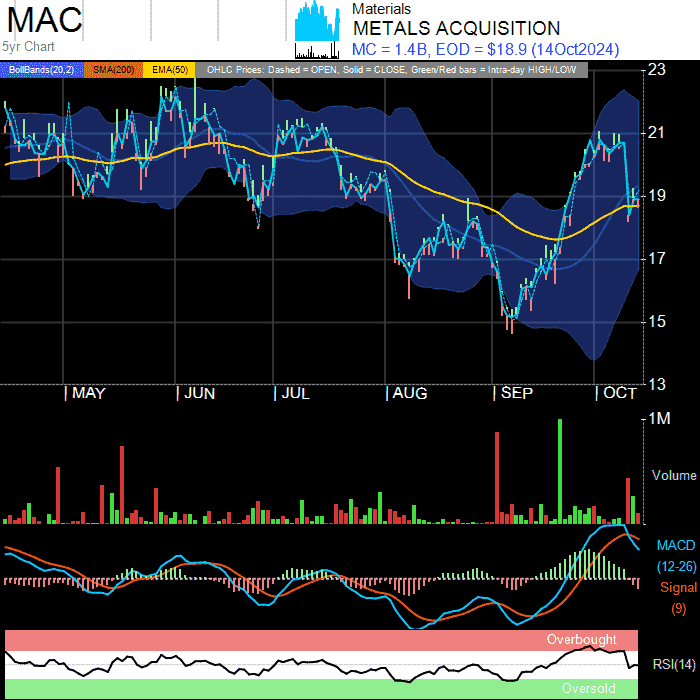 MAC
5yr Chart
Materials
METALS ACQUISITION
MC = 1.4B, EOD = $18.9 (14Oct2024)
BollBands(20,2) SMA(200) EMA(50) OHLC Prices: Dashed = OPEN, Solid = CLOSE, Green/Red bars = Intra-day HIGH/LOW
23
21
19
17
15
13
| MAY | JUN | JUL | AUG | SEP | OCT
1M
Volume
MACD
(12-26)
Signal
(9)
Overbought
RSI(14)
Oversold